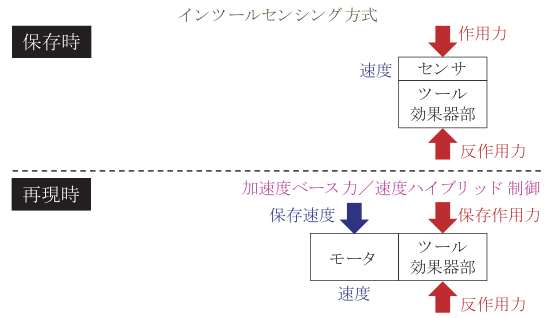 インツールセンシング方式
保存時
作用力
速度
センサ
ツール
効果器部
反作用力
再現時
加速度ベース力／速度ハイブリッド制御
保存速度
保存作用力
モータ
ツール
効果器部
速度
反作用力